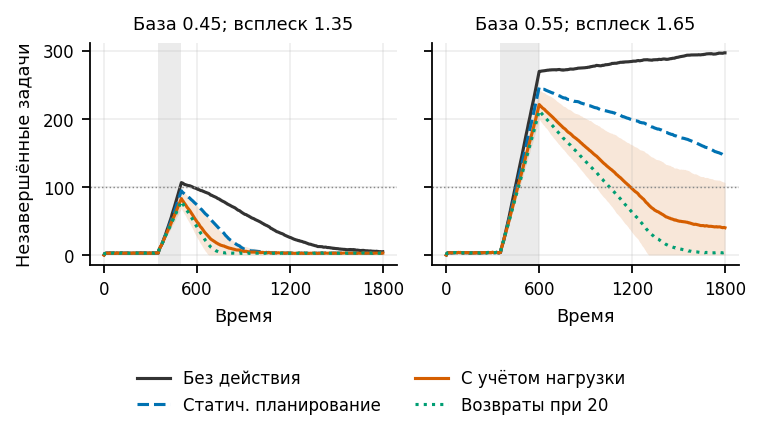 База 0.45; всплеск 1.35
База 0.55; всплеск 1.65
Незавершённые задачи
300
200
100
0
0
600
1200
1800
0
600
1200
1800
Время
Время
Без действия
Статич. планирование
С учётом нагрузки
Возвраты при 20